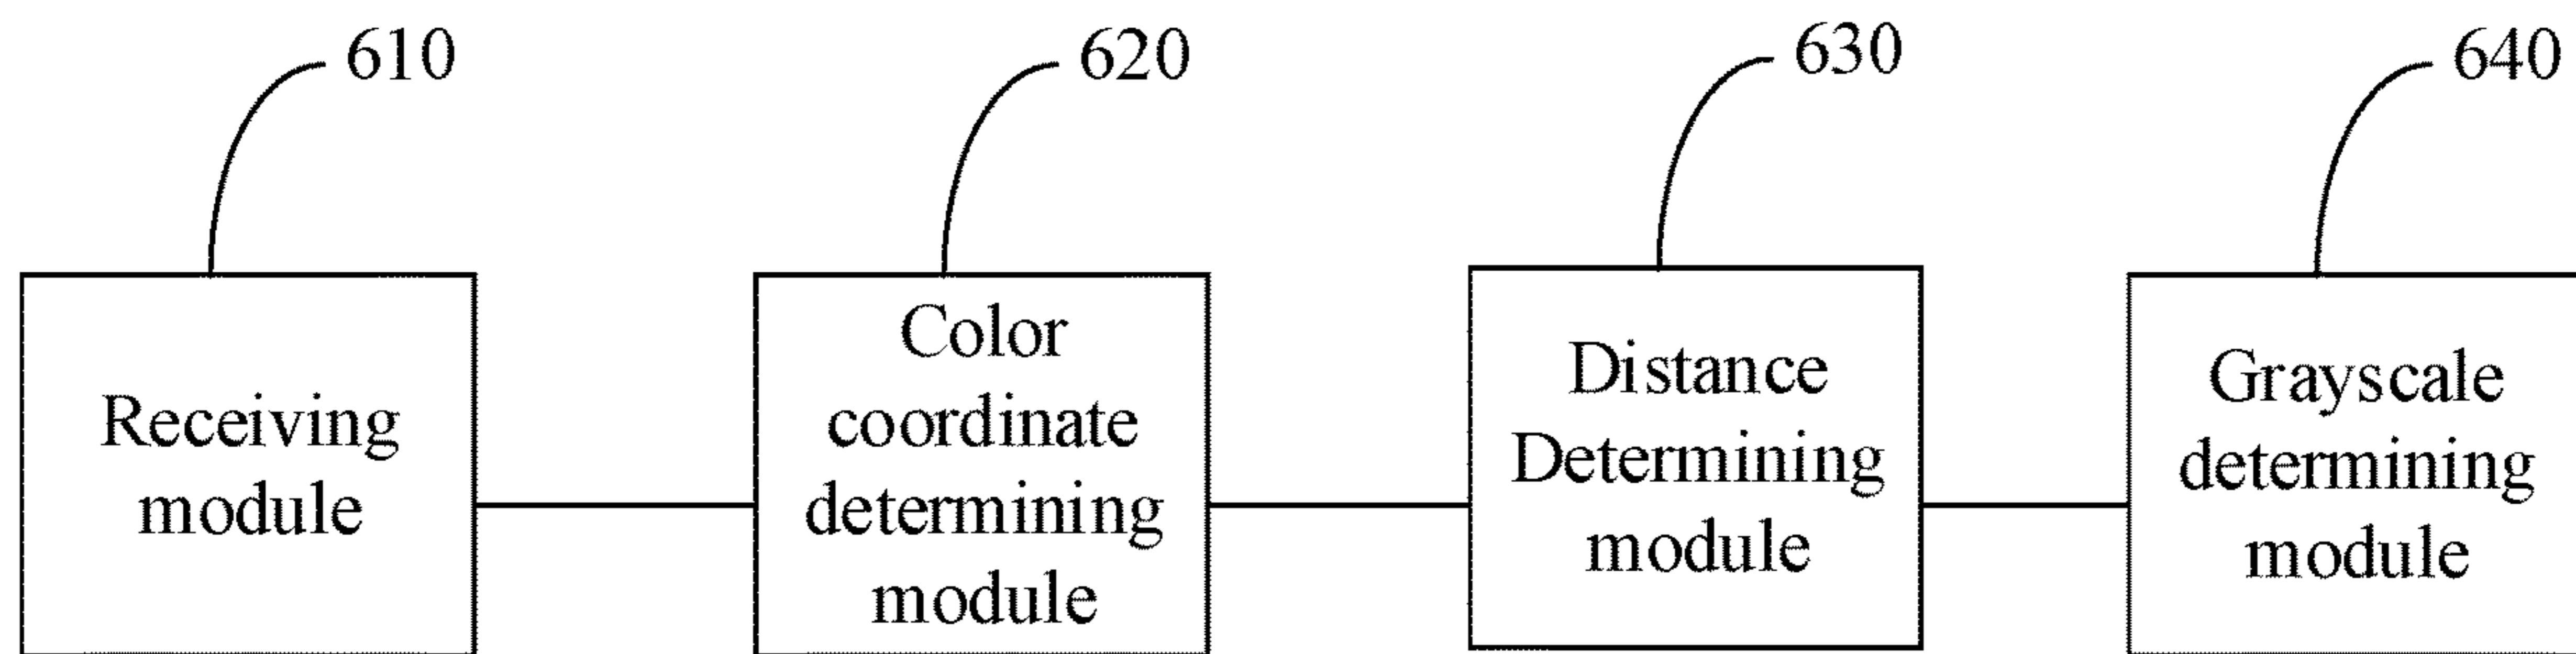 610
620
630
640
Receiving
module
Color
coordinate
determining
module
Distance
Determining
module
Grayscale
determining
module